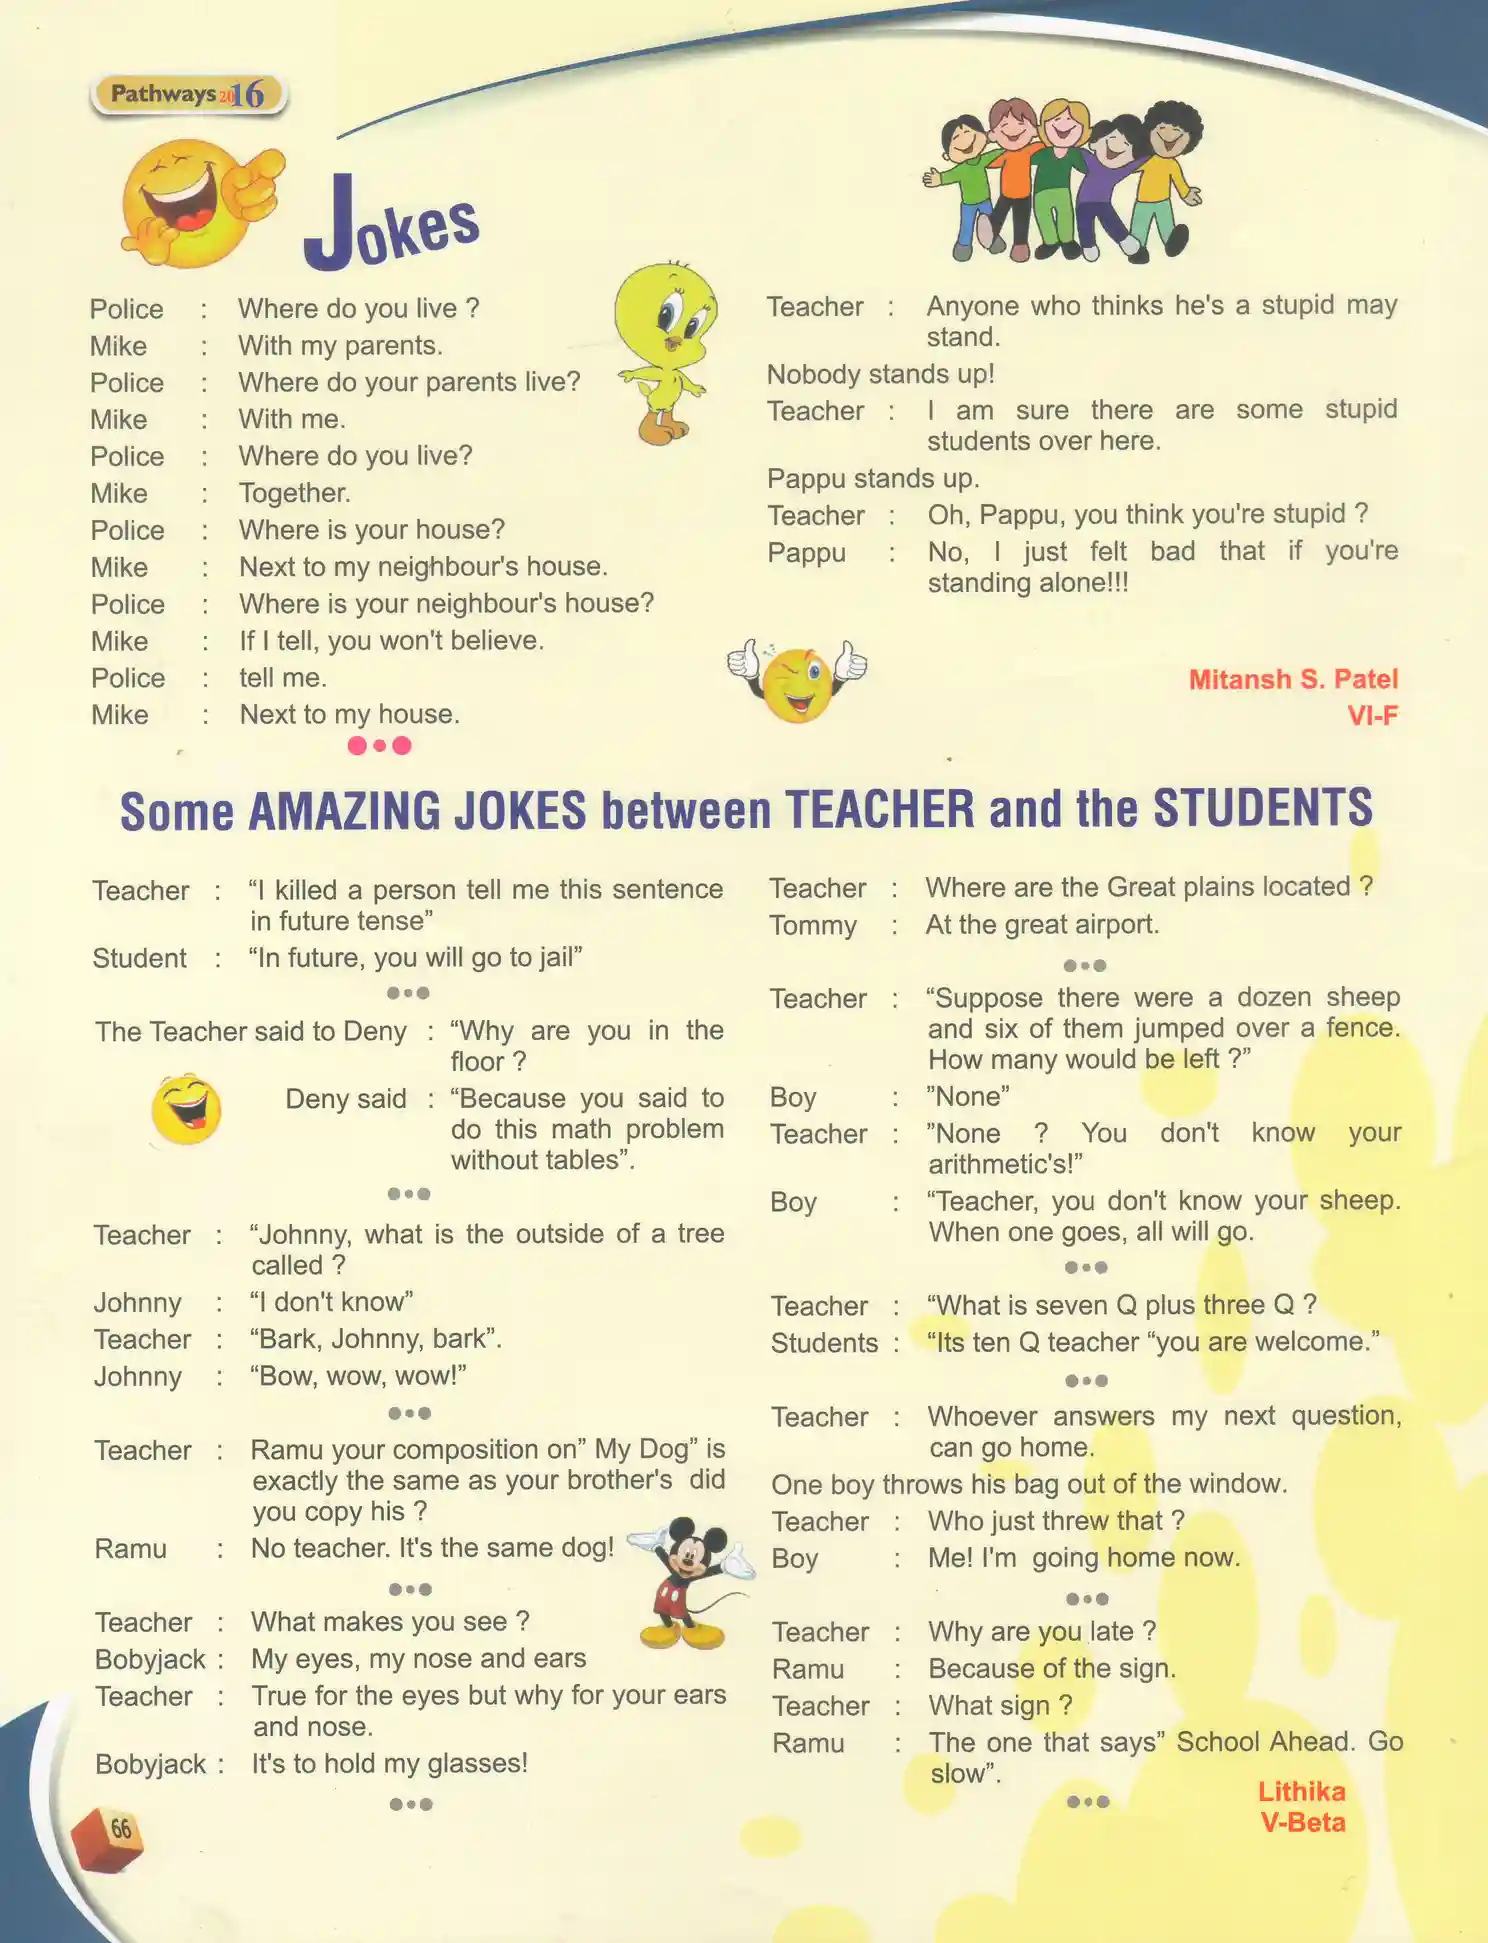 Pathways 2016
Jokes
Police : Where do you live ?
Mike : With my parents.
Police : Where do your parents live?
Mike : With me.
Police : Where do you live?
Mike : Together.
Police : Where is your house?
Mike : Next to my neighbour's house.
Police : Where is your neighbour's house?
Mike : If I tell, you won't believe.
Police : tell me.
Mike : Next to my house.
Teacher : Anyone who thinks he's a stupid may
stand.
Nobody stands up!
Teacher : I am sure there are some stupid
students over here.
Pappu stands up.
Teacher : Oh, Pappu, you think you're stupid ?
Pappu : No, I just felt bad that if you're
standing alone!!!
Mitansh S. Patel
VI-F
Some AMAZING JOKES between TEACHER and the STUDENTS
Teacher : “I killed a person tell me this sentence
in future tense”
Student : “In future, you will go to jail”
The Teacher said to Deny : “Why are you in the
floor ?
Deny said : “Because you said to
do this math problem
without tables”.
Teacher : “Johnny, what is the outside of a tree
called ?
Johnny : “I don't know”
Teacher : “Bark, Johnny, bark”.
Johnny : “Bow, wow, wow!”
Teacher : Ramu your composition on” My Dog” is
exactly the same as your brother's did
you copy his ?
Ramu : No teacher. It's the same dog!
Teacher : What makes you see ?
Bobyjack : My eyes, my nose and ears
Teacher : True for the eyes but why for your ears
and nose.
Bobyjack : It's to hold my glasses!
Teacher : Where are the Great plains located ?
Tommy : At the great airport.
Teacher : “Suppose there were a dozen sheep
and six of them jumped over a fence.
How many would be left ?”
Boy : ”None”
Teacher : ”None ? You don't know your
arithmetic's!”
Boy : “Teacher, you don't know your sheep.
When one goes, all will go.
Teacher : “What is seven Q plus three Q ?
Students : “Its ten Q teacher “you are welcome.”
Teacher : Whoever answers my next question,
can go home.
One boy throws his bag out of the window.
Teacher : Who just threw that ?
Boy : Me! I'm going home now.
Teacher : Why are you late ?
Ramu : Because of the sign.
Teacher : What sign ?
Ramu : The one that says” School Ahead. Go
slow”.
Lithika
V-Beta
66